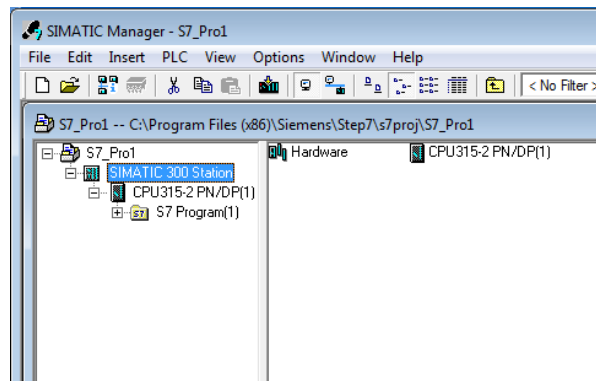 SIMATIC Manager - S7_Pro1
File Edit Insert PLC View Options Window Help
< No Filter >
S7_Pro1 -- C:\Program Files (x86)\Siemens\Step7\s7proj\S7_Pro1
S7_Pro1
SIMATIC 300 Station
CPU315-2 PN/DP(1)
S7 Program(1)
Hardware
CPU315-2 PN/DP(1)